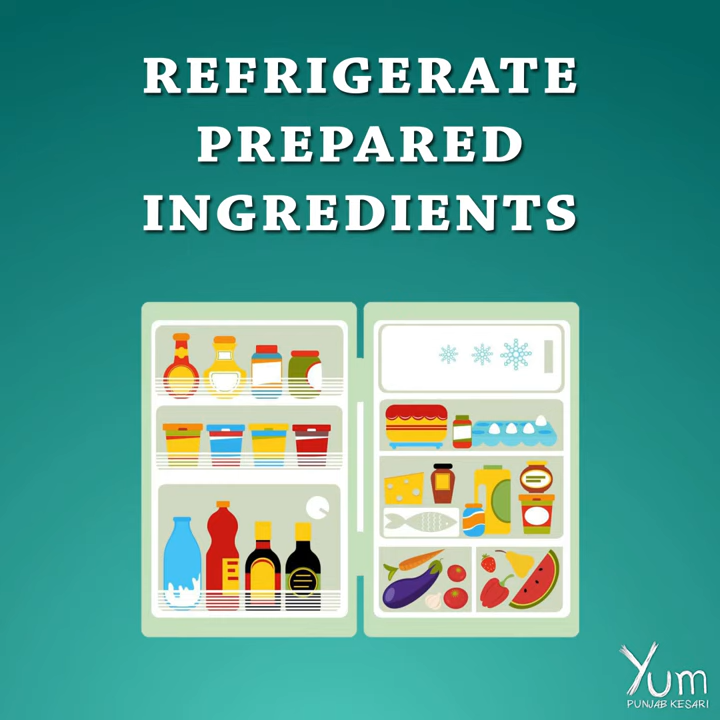 REFRIGERATE
PREPARED
INGREDIENTS
Yum
PUNJAB KESARI